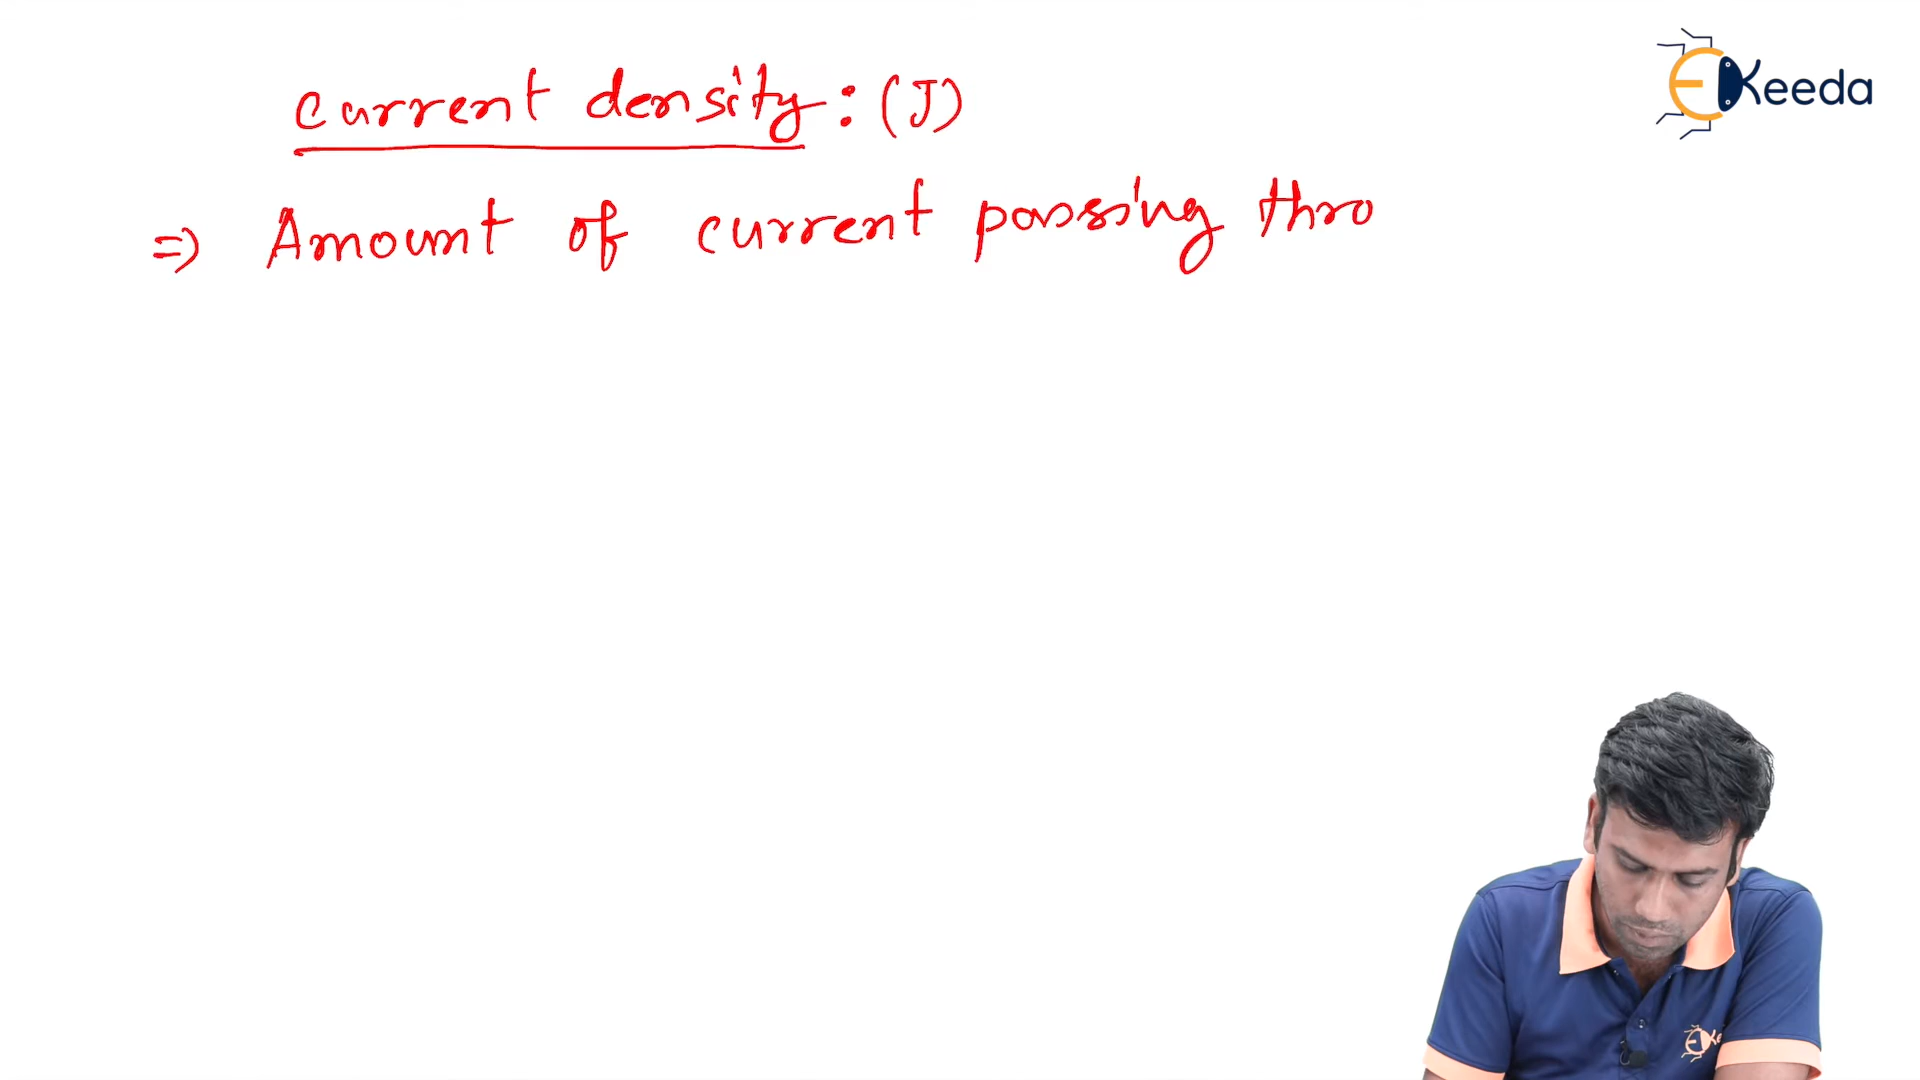 EKeeda
current density : (J)
⇒ Amount of current passing thro